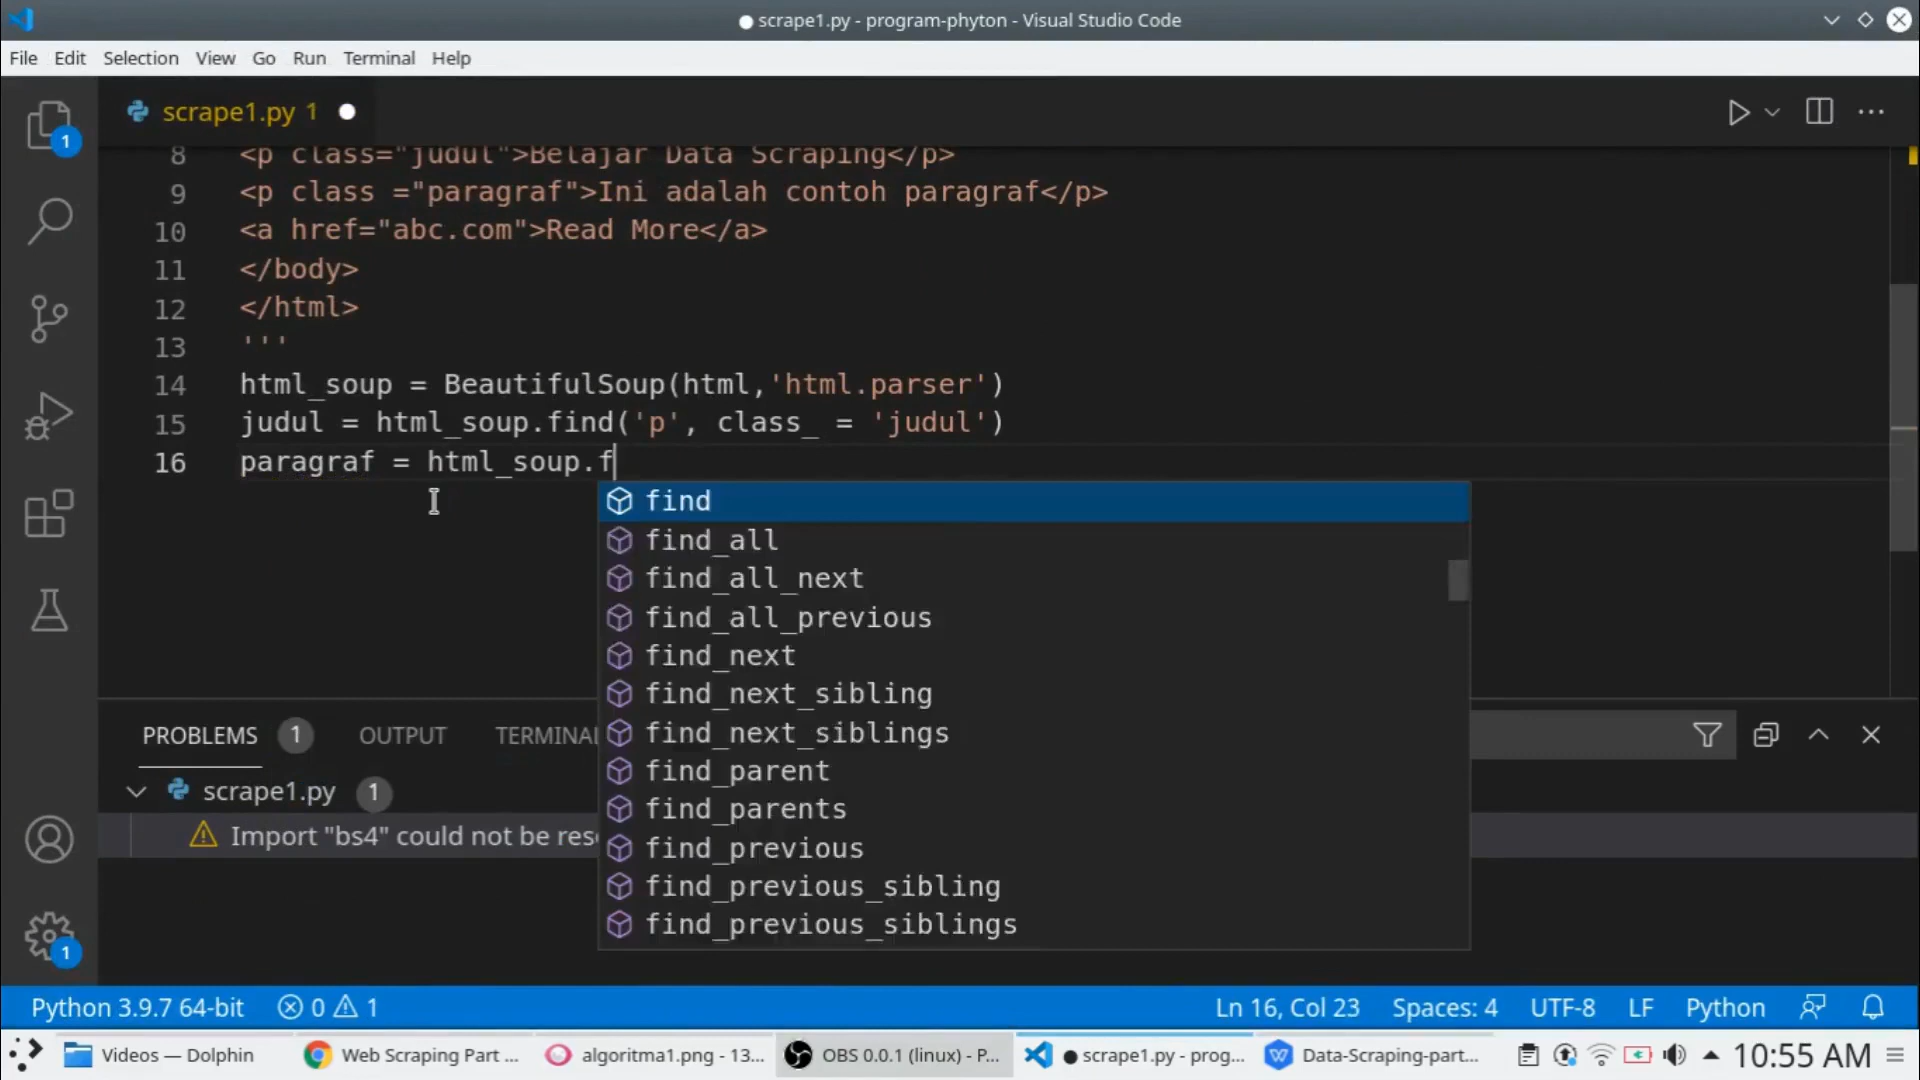 scrape1.py - program-phyton - Visual Studio Code
File Edit Selection View Go Run Terminal Help
1
scrape1.py 1
8 <p class="judul">Belajar Data Scraping</p>
9 <p class ="paragraf">Ini adalah contoh paragraf</p>
10 <a href="abc.com">Read More</a>
11 </body>
12 </html>
13 '''
14 html_soup = BeautifulSoup(html,'html.parser')
15 judul = html_soup.find('p', class_ = 'judul')
16 paragraf = html_soup.f
find
find_all
find_all_next
find_all_previous
find_next
find_next_sibling
find_next_siblings
find_parent
find_parents
find_previous
find_previous_sibling
find_previous_siblings
PROBLEMS 1 OUTPUT TERMINAL
scrape1.py 1
Import "bs4" could not be res
1
Python 3.9.7 64-bit 0 1 Ln 16, Col 23 Spaces: 4 UTF-8 LF Python
Videos — Dolphin Web Scraping Part ... algoritma1.png - 13... OBS 0.0.1 (linux) - P... scrape1.py - prog... Data-Scraping-part... 10:55 AM